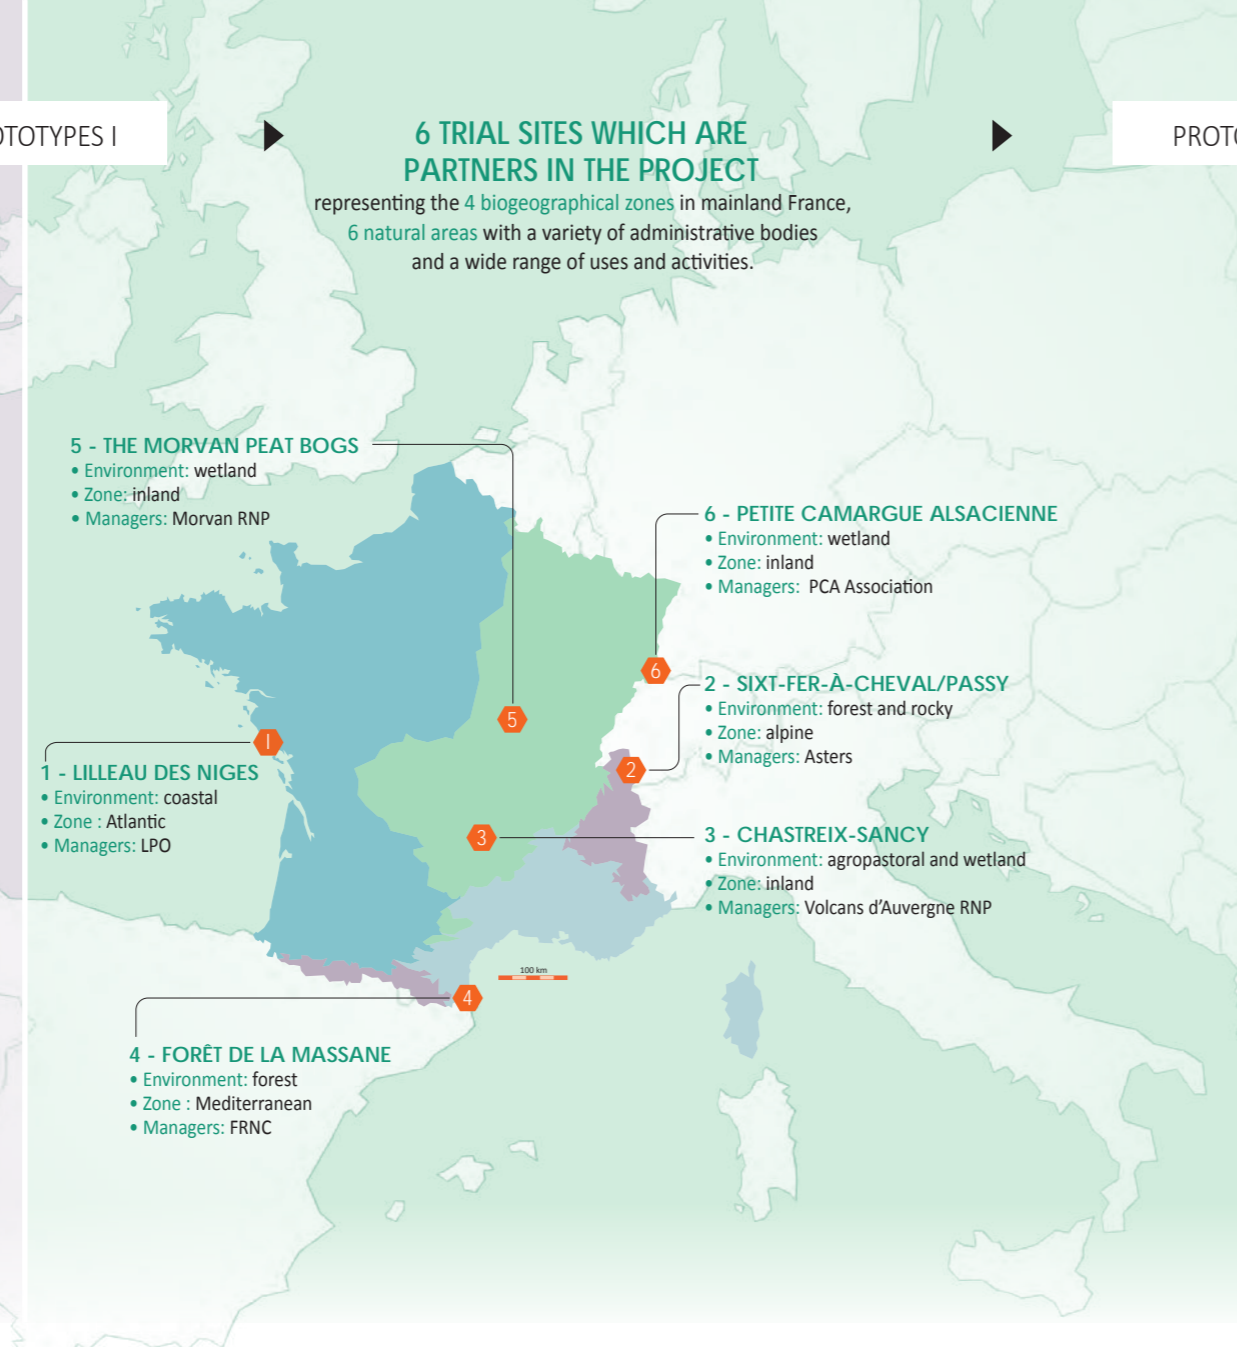 OTOTYPES I
PROTO
6 TRIAL SITES WHICH ARE
PARTNERS IN THE PROJECT
representing the 4 biogeographical zones in mainland France,
6 natural areas with a variety of administrative bodies
and a wide range of uses and activities.
5 - THE MORVAN PEAT BOGS
• Environment: wetland
• Zone: inland
• Managers: Morvan RNP
6 - PETITE CAMARGUE ALSACIENNE
• Environment: wetland
• Zone: inland
• Managers: PCA Association
2 - SIXT-FER-À-CHEVAL/PASSY
• Environment: forest and rocky
• Zone: alpine
• Managers: Asters
1 - LILLEAU DES NIGES
• Environment: coastal
• Zone : Atlantic
• Managers: LPO
3 - CHASTREIX-SANCY
• Environment: agropastoral and wetland
• Zone: inland
• Managers: Volcans d'Auvergne RNP
4 - FORÊT DE LA MASSANE
• Environment: forest
• Zone : Mediterranean
• Managers: FRNC
6
5
1
2
3
100 km
4